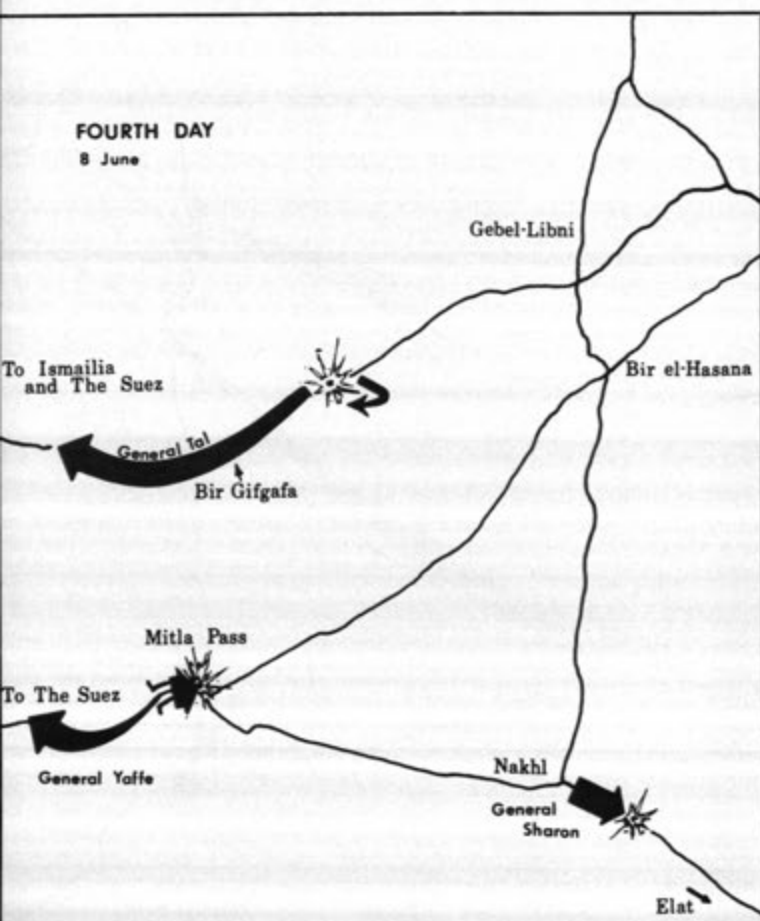 FOURTH DAY
8 June
Gebel-Libni
To Ismailia
and The Suez
Bir el-Hasana
General Tal
Bir Gifgafa
Mitla Pass
To The Suez
General Yaffe
Nakhl
General
Sharon
Elat